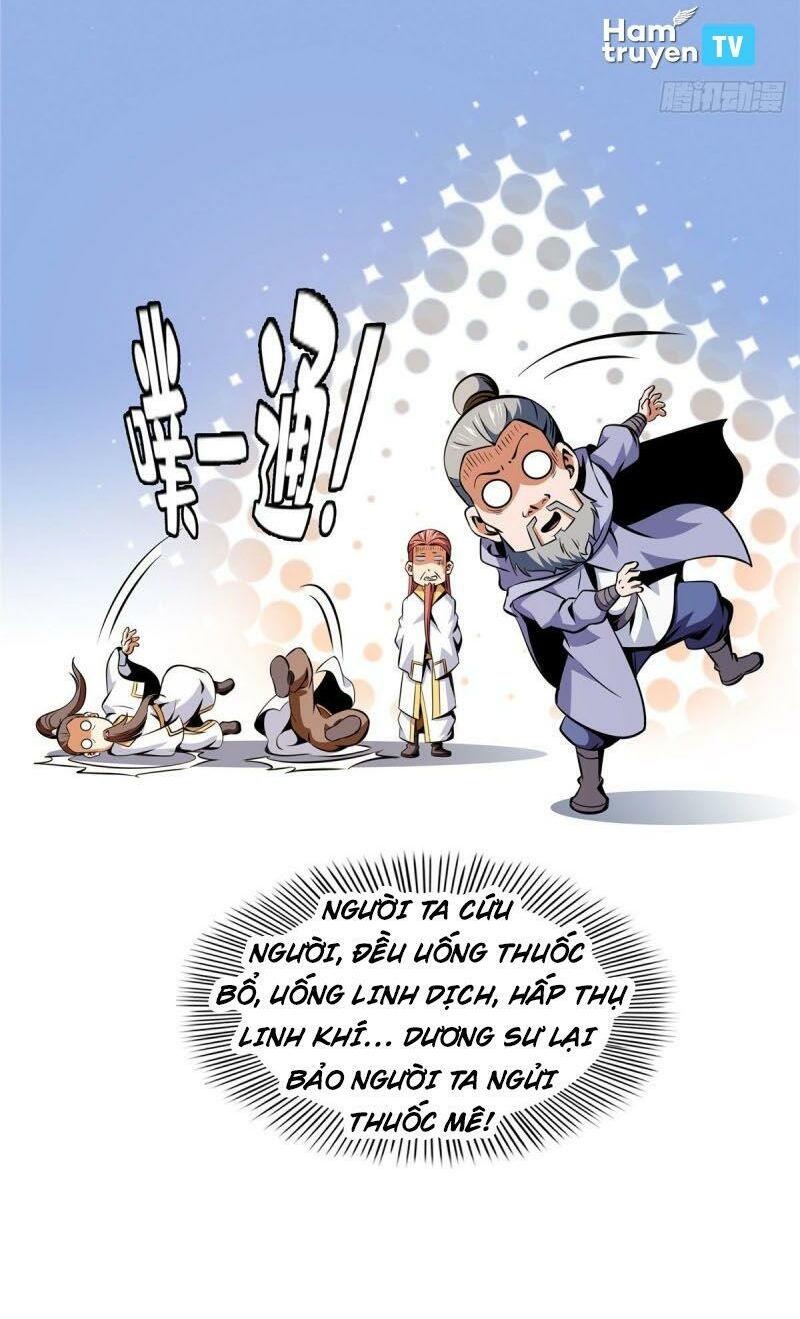 Ham
truyen TV
腾讯动漫
噗一通!
NGƯỜI TA CỨU
NGƯỜI, ĐỀU UỐNG THUỐC
BỔ, UỐNG LINH DỊCH, HẤP THỤ
LINH KHÍ... DƯƠNG SƯ LẠI
BẢO NGƯỜI TA NGỬI
THUỐC MÊ!